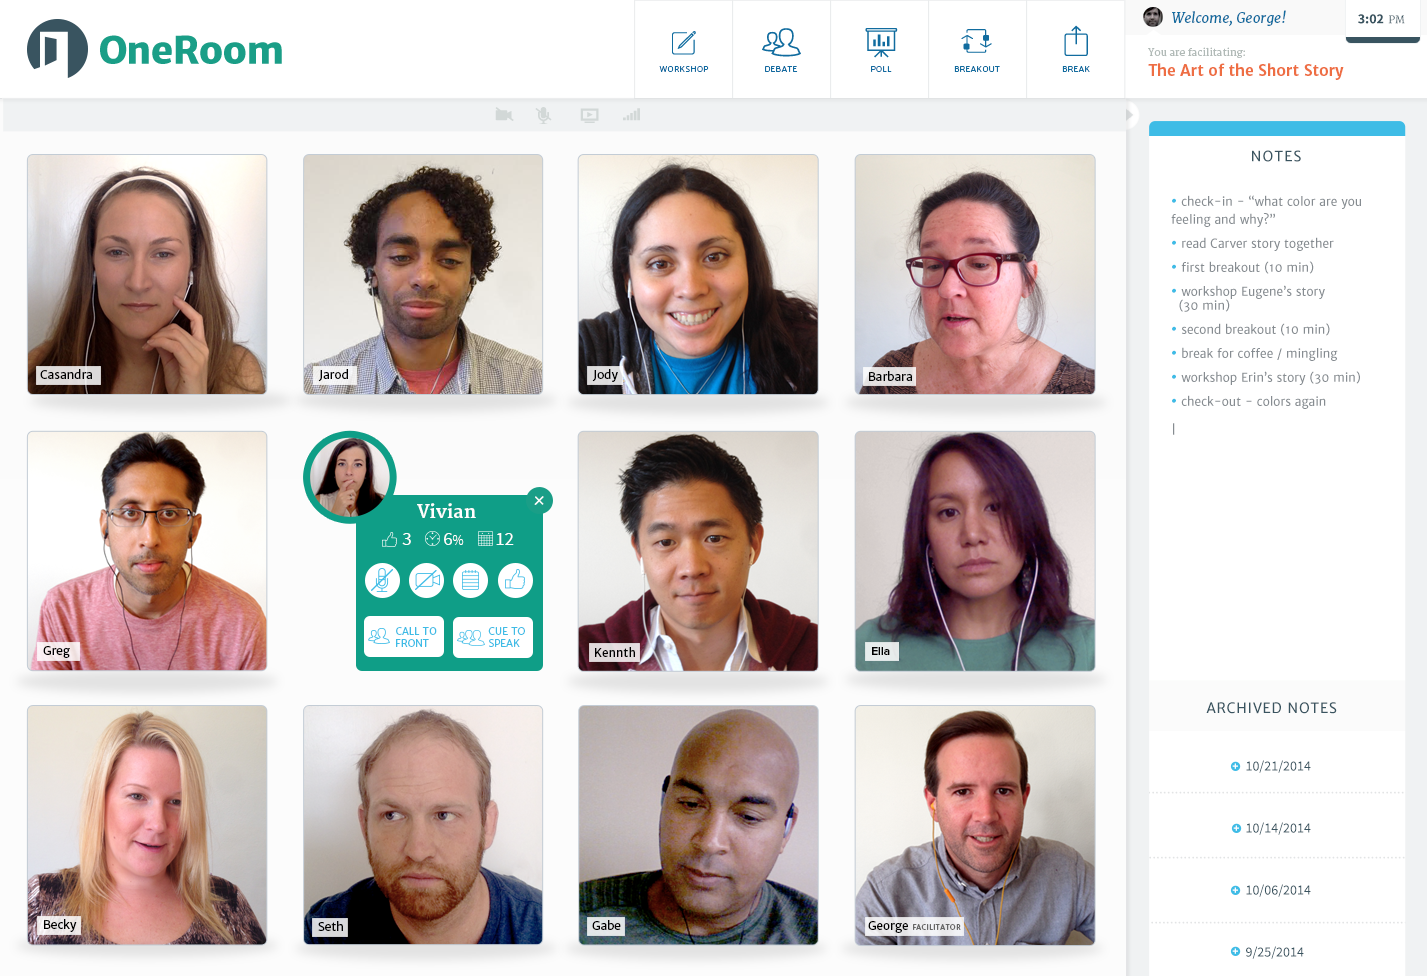 OneRoom
WORKSHOP
DEBATE
POLL
BREAKOUT
BREAK
Welcome, George!
3:02 PM
You are facilitating:
The Art of the Short Story
NOTES
• check-in - “what color are you
feeling and why?”
• read Carver story together
• first breakout (10 min)
• workshop Eugene’s story
(30 min)
• second breakout (10 min)
• break for coffee / mingling
• workshop Erin’s story (30 min)
• check-out - colors again
Casandra
Jarod
Jody
Barbara
Greg
Vivian
3 6% 12
CALL TO
FRONT
CUE TO
SPEAK
Kennth
Ella
Becky
Seth
Gabe
George FACILITATOR
ARCHIVED NOTES
10/21/2014
10/14/2014
10/06/2014
9/25/2014